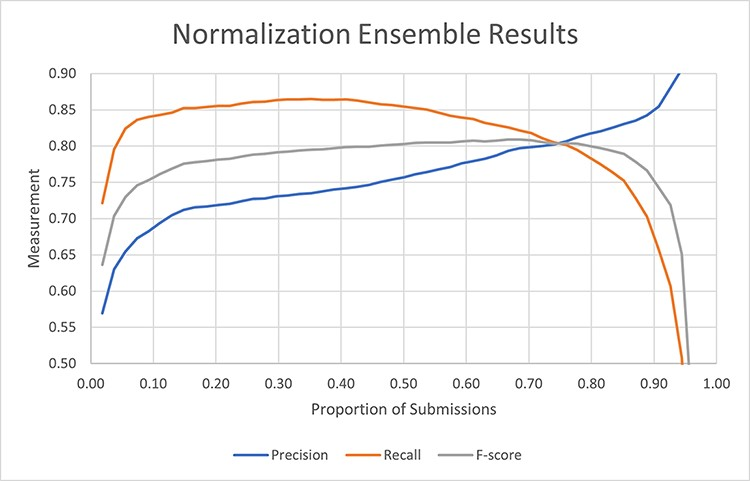 Normalization Ensemble Results
0.90
0.85
0.80
0.75
0.70
0.65
0.60
0.55
0.50
Measurement
0.00 0.10 0.20 0.30 0.40 0.50 0.60 0.70 0.80 0.90 1.00
Proportion of Submissions
Precision Recall F-score